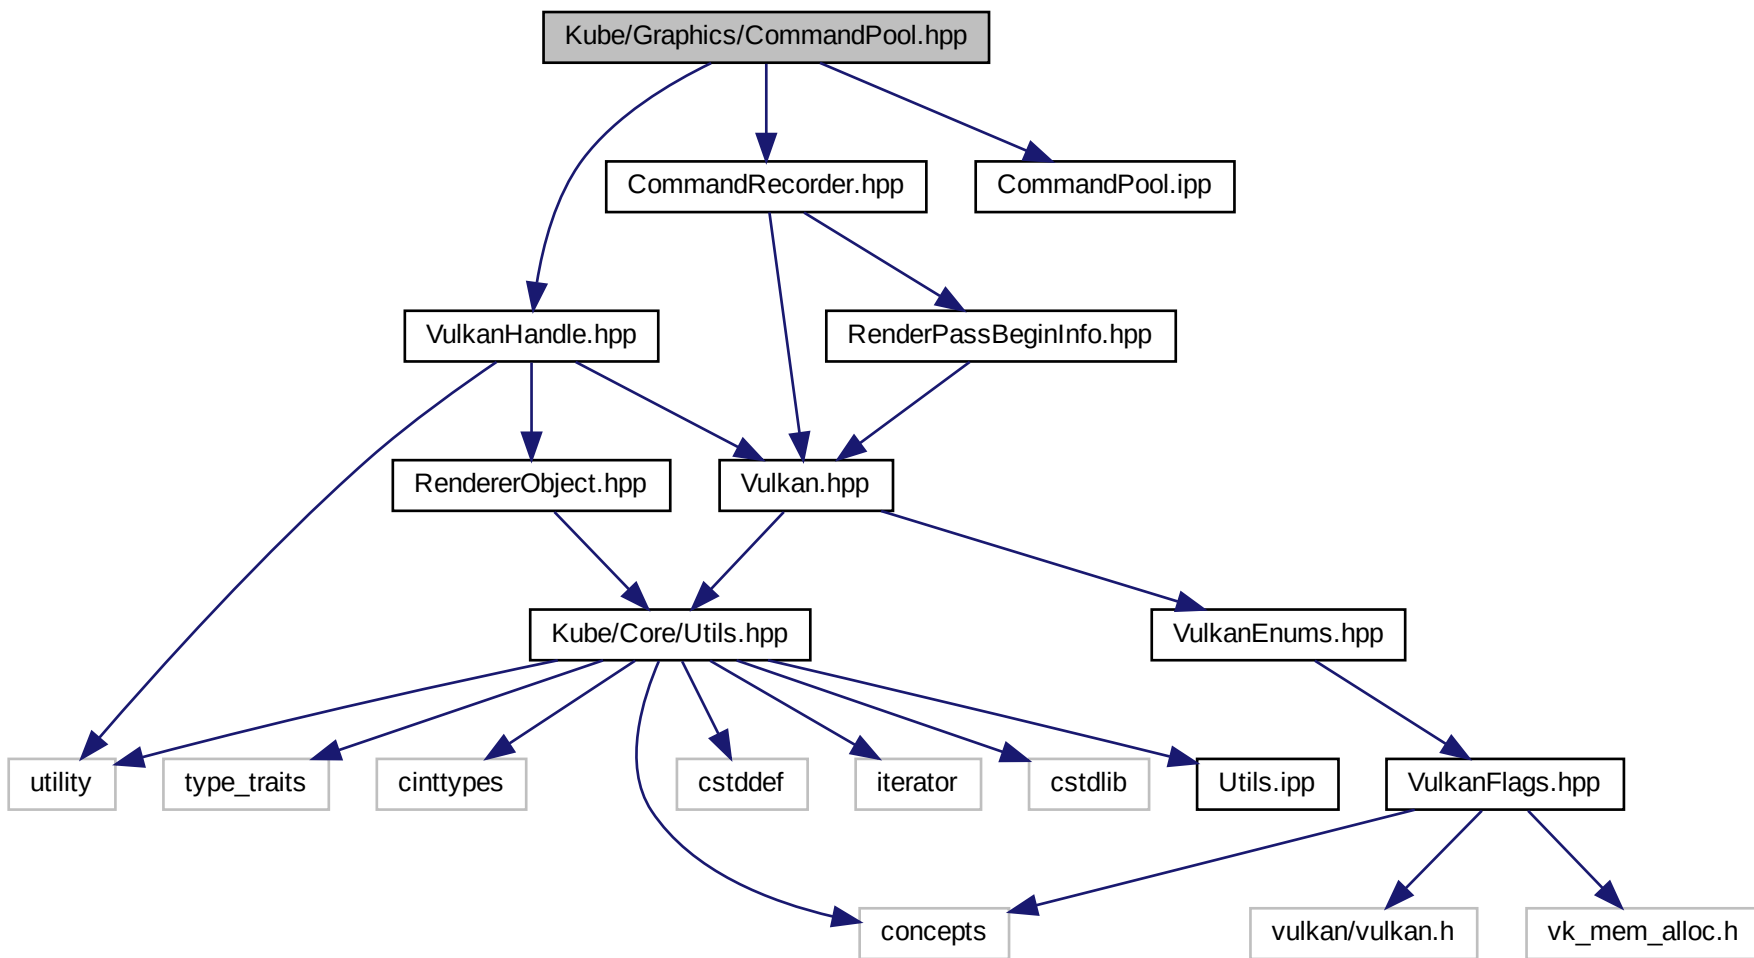 Kube/Graphics/CommandPool.hpp
CommandRecorder.hpp
CommandPool.ipp
VulkanHandle.hpp
RenderPassBeginInfo.hpp
RendererObject.hpp
Vulkan.hpp
Kube/Core/Utils.hpp
VulkanEnums.hpp
utility
type_traits
cinttypes
cstddef
iterator
cstdlib
Utils.ipp
VulkanFlags.hpp
concepts
vulkan/vulkan.h
vk_mem_alloc.h